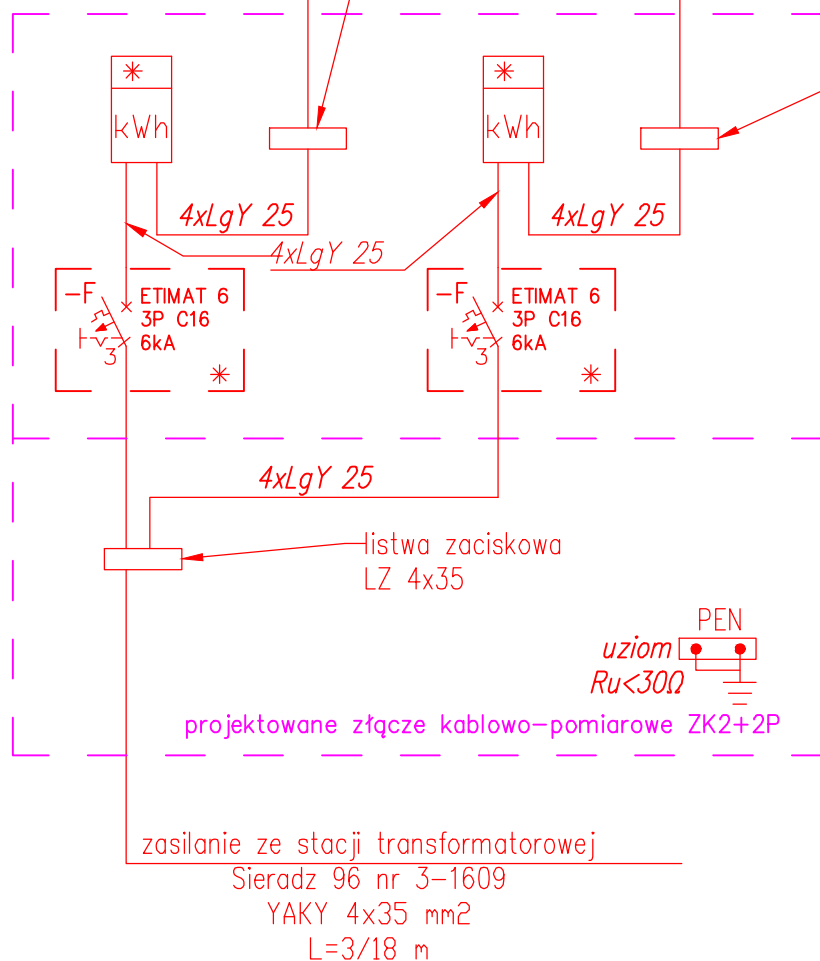 kWh
kWh
4xLgY 25
4xLgY 25
4xLgY 25
-F
ETIMAT 6
3P C16
6kA
3
-F
ETIMAT 6
3P C16
6kA
3
4xLgY 25
listwa zaciskowa
LZ 4x35
PEN
uziom
Ru<30Ω
projektowane złącze kablowo-pomiarowe ZK2+2P
zasilanie ze stacji transformatorowej
Sieradz 96 nr 3-1609
YAKY 4x35 mm2
L=3/18 m